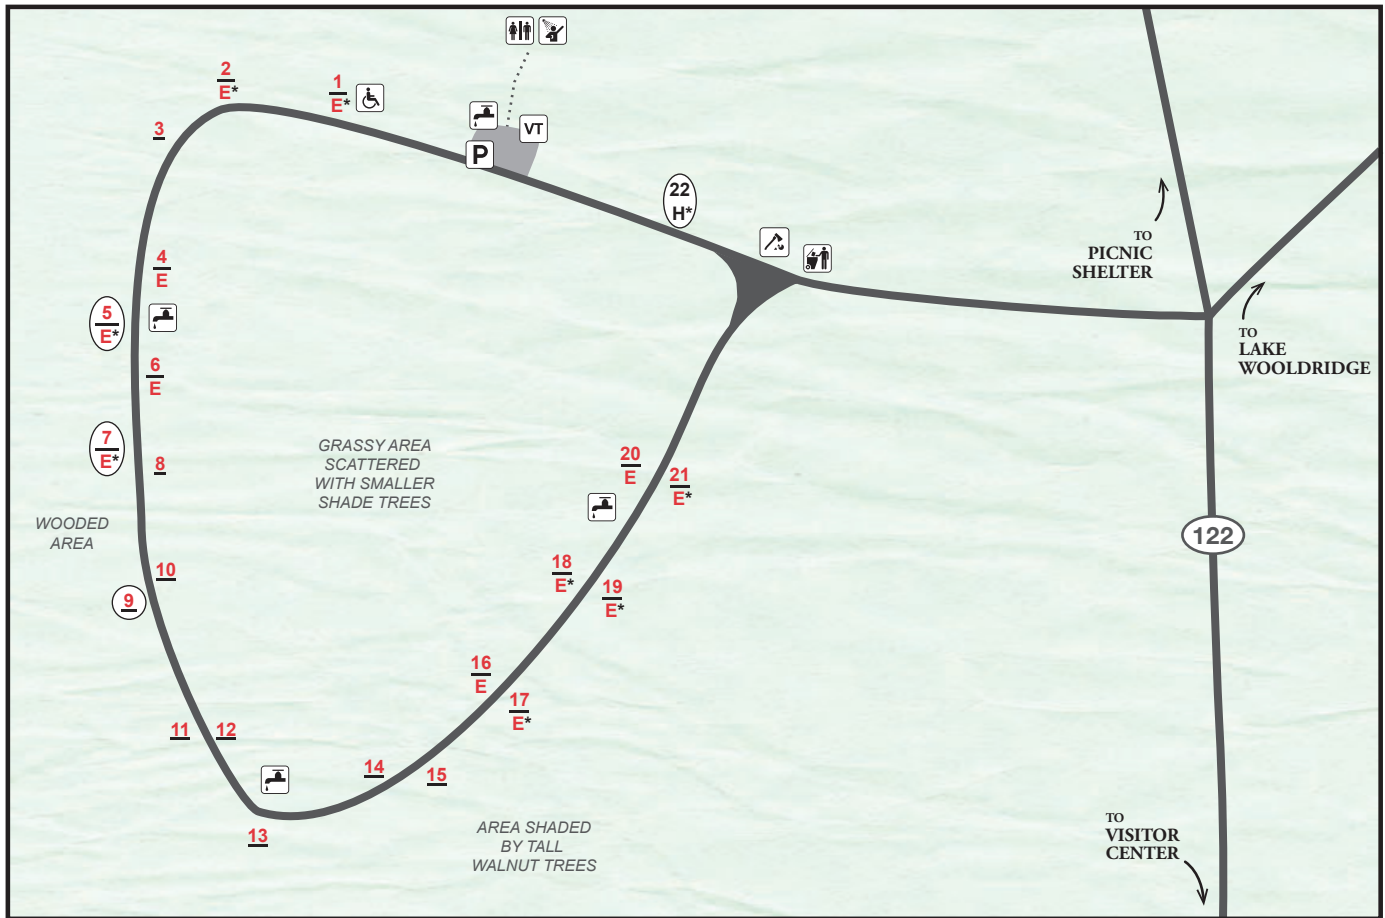 2
E*
1
E*
3
VT
P
22
H*
4
E
5
E*
6
E
7
E*
8
TO
PICNIC
SHELTER
TO
LAKE
WOOLDRIDGE
GRASSY AREA
SCATTERED
WITH SMALLER
SHADE TREES
20
E
21
E*
WOODED
AREA
122
10
9
18
E*
19
E*
16
E
17
E*
11
12
14
15
13
AREA SHADED
BY TALL
WALNUT TREES
TO
VISITOR
CENTER